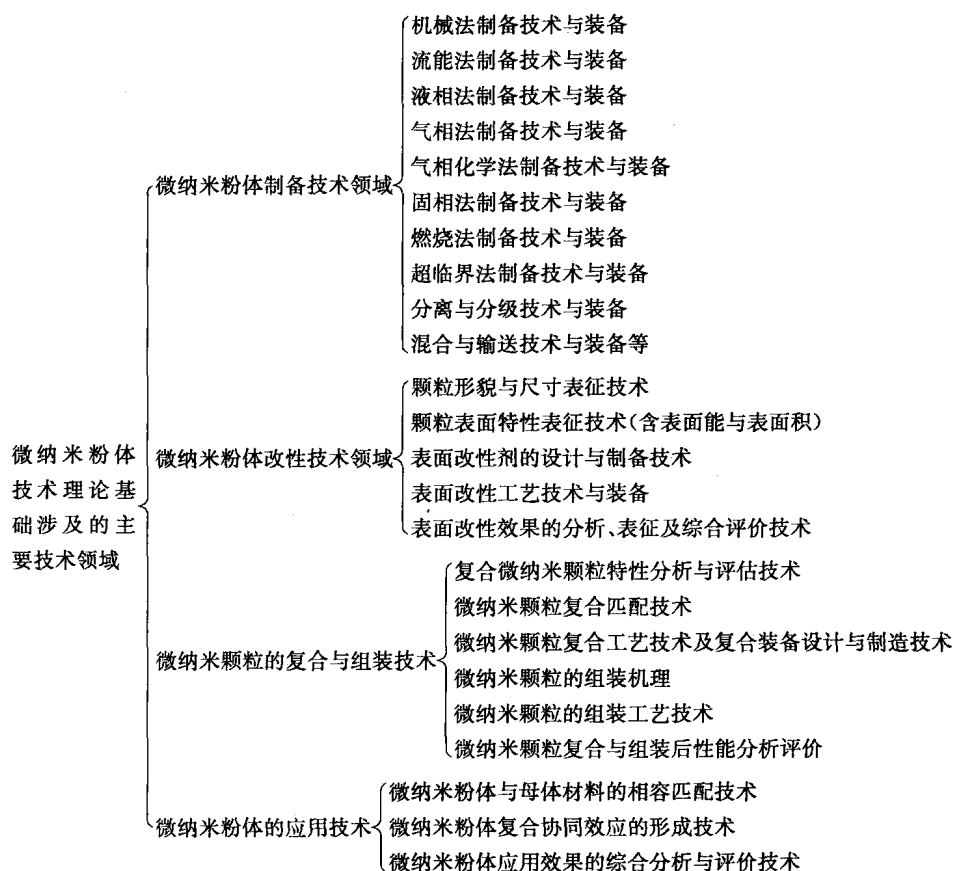 微纳米粉体
技术理论基
础涉及的主
要技术领域
微纳米粉体制备技术领域
机械法制备技术与装备
流能法制备技术与装备
液相法制备技术与装备
气相法制备技术与装备
气相化学法制备技术与装备
固相法制备技术与装备
燃烧法制备技术与装备
超临界法制备技术与装备
分离与分级技术与装备
混合与输送技术与装备等
微纳米粉体改性技术领域
颗粒形貌与尺寸表征技术
颗粒表面特性表征技术(含表面能与表面积)
表面改性剂的设计与制备技术
表面改性工艺技术与装备
表面改性效果的分析、表征及综合评价技术
微纳米颗粒的复合与组装技术
复合微纳米颗粒特性分析与评估技术
微纳米颗粒复合匹配技术
微纳米颗粒复合工艺技术及复合装备设计与制造技术
微纳米颗粒的组装机理
微纳米颗粒的组装工艺技术
微纳米颗粒复合与组装后性能分析评价
微纳米粉体的应用技术
微纳米粉体与母体材料的相容匹配技术
微纳米粉体复合协同效应的形成技术
微纳米粉体应用效果的综合分析与评价技术